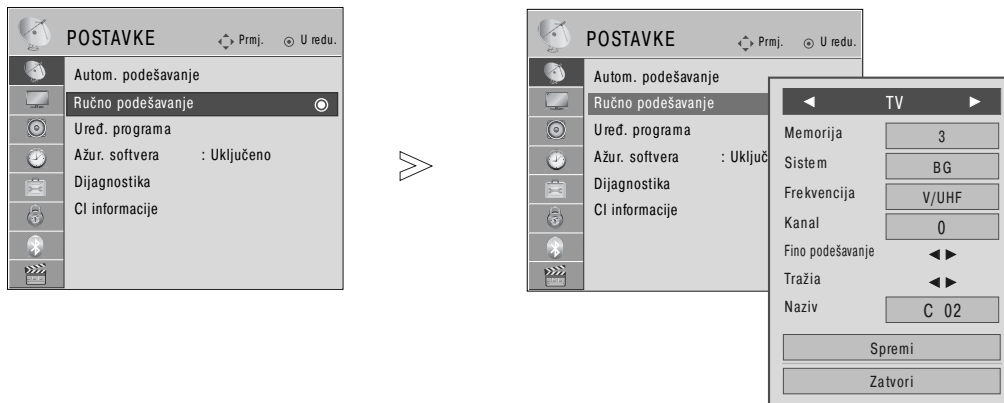 POSTAVKE
Prmj.
U redu.
Autom. podešavanje
Ručno podešavanje
Uređ. programa
Ažur. softvera : Uključeno
Dijagnostika
CI informacije
POSTAVKE
Prmj.
U redu.
Autom. podešavanje
Ručno podešavanje
Uređ. programa
Ažur. softvera : Uključ
Dijagnostika
CI informacije
◄ TV ►
Memorija 3
Sistem BG
Frekvencija V/UHF
Kanal 0
Fino podešavanje ◄ ►
Tražia ◄ ►
Naziv C 02
Spremi
Zatvori